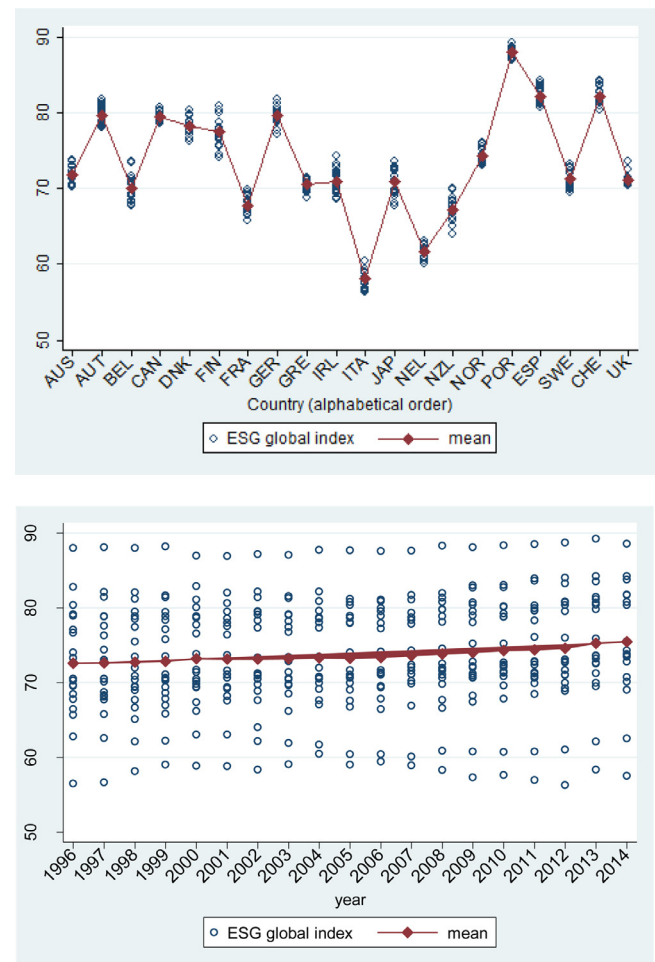 90
80
70
60
50
AUS AUT BEL CAN DNK FIN FRA GER GRE IRL ITA JAP NEL NZL NOR POR ESP SWE CHE UK
Country (alphabetical order)
ESG global index mean
90
80
70
60
50
1996 1997 1998 1999 2000 2001 2002 2003 2004 2005 2006 2007 2008 2009 2010 2011 2012 2013 2014
year
ESG global index mean